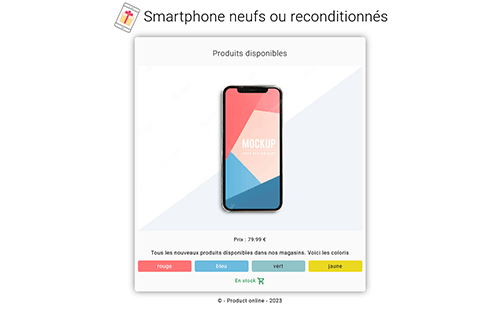 Smartphone neufs ou reconditionnés
Produits disponibles
MOCKUP
Prix : 79.99 €
Tous les nouveaux produits disponibles dans nos magasins. Voici les coloris
rouge
bleu
vert
jaune
En stock
© - Product online - 2023